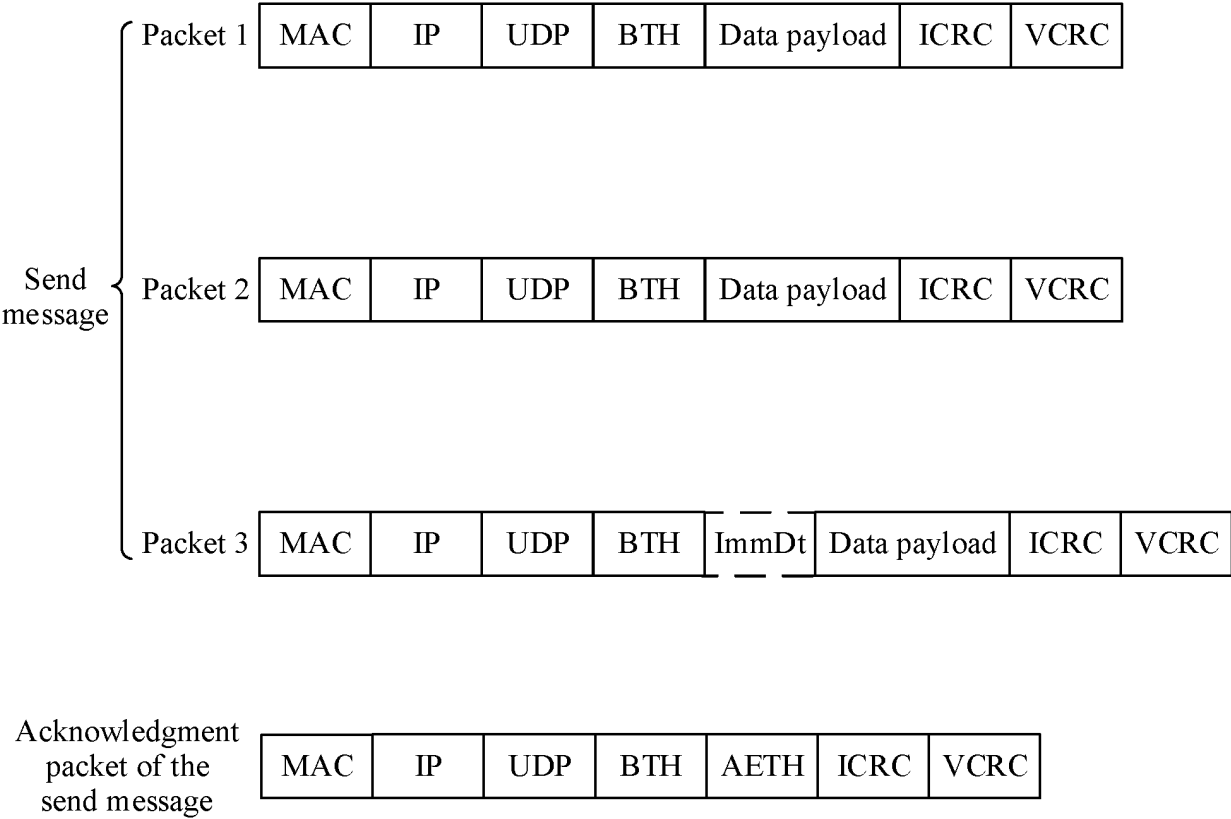 Packet 1 MAC IP UDP BTH Data payload ICRC VCRC
Send
message
Packet 2 MAC IP UDP BTH Data payload ICRC VCRC
Packet 3 MAC IP UDP BTH ImmDt Data payload ICRC VCRC
Acknowledgment
packet of the
send message
MAC IP UDP BTH AETH ICRC VCRC